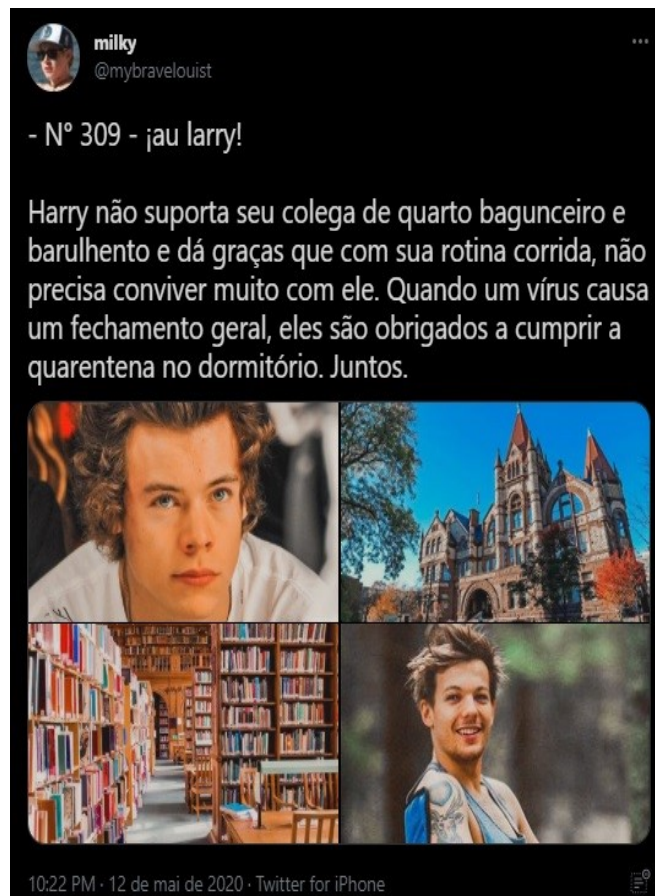 milky
@mybravelouist
- N° 309 - ¡au larry!
Harry não suporta seu colega de quarto bagunceiro e
barulhento e dá graças que com sua rotina corrida, não
precisa conviver muito com ele. Quando um vírus causa
um fechamento geral, eles são obrigados a cumprir a
quarentena no dormitório. Juntos.
10:22 PM · 12 de mai de 2020 · Twitter for iPhone